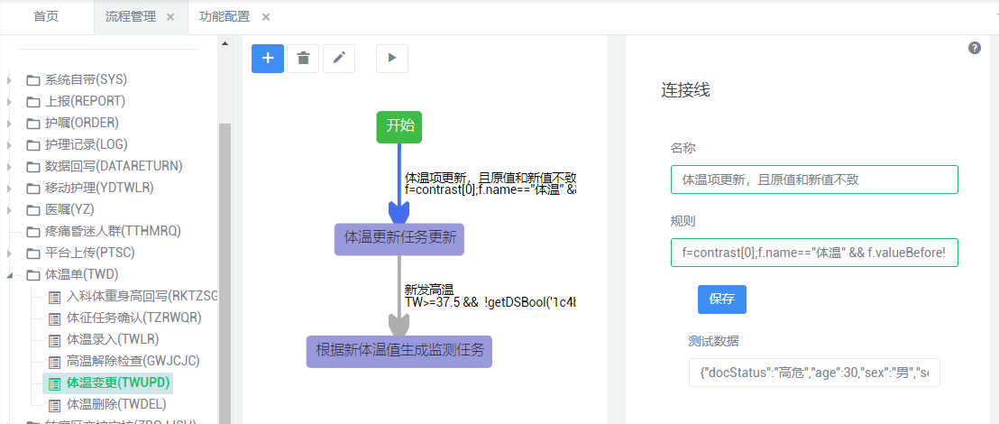 首页
流程管理 ×
功能配置 ×
系统自带(SYS)
上报(REPORT)
护嘱(ORDER)
护理记录(LOG)
数据回写(DATARETURN)
移动护理(YDTWLR)
医嘱(YZ)
疼痛昏迷人群(TTHMRQ)
平台上传(PTSC)
体温单(TWD)
入科体重身高回写(RKTZSG
体征任务确认(TZRWQR)
体温录入(TWLR)
高温解除检查(GWJCJC)
体温变更(TWUPD)
体温删除(TWDEL)
开始
体温项更新，且原值和新值不致
f=contrast[0];f.name=="体温" &&
体温更新任务更新
新发高温
TW>=37.5 && !getDSBool('1c4b
根据新体温值生成监测任务
连接线
名称
体温项更新，且原值和新值不致
规则
f=contrast[0];f.name=="体温" && f.valueBefore!
保存
测试数据
{"docStatus":"高危","age":30,"sex":"男","s